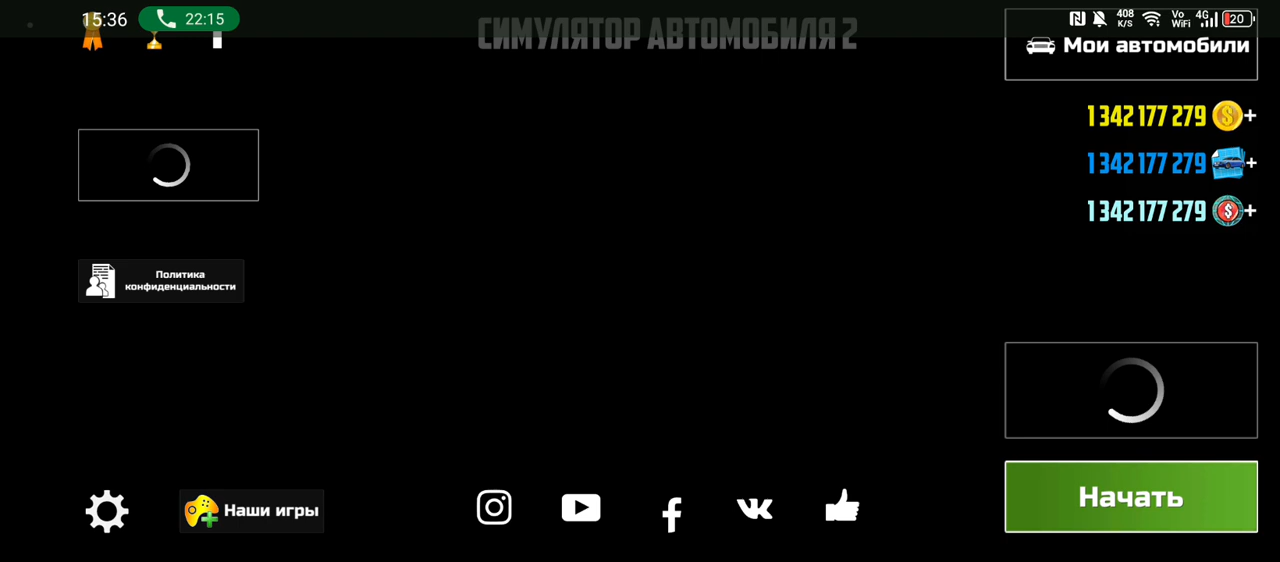 15:36
22:15
СИМУЛЯТОР АВТОМОБИЛЯ 2
408
K/S
Vo
WiFi
4G
20
Мои автомобили
1 342 177 279 +
1 342 177 279 +
1 342 177 279 +
Политика
конфиденциальности
Наши игры
Начать